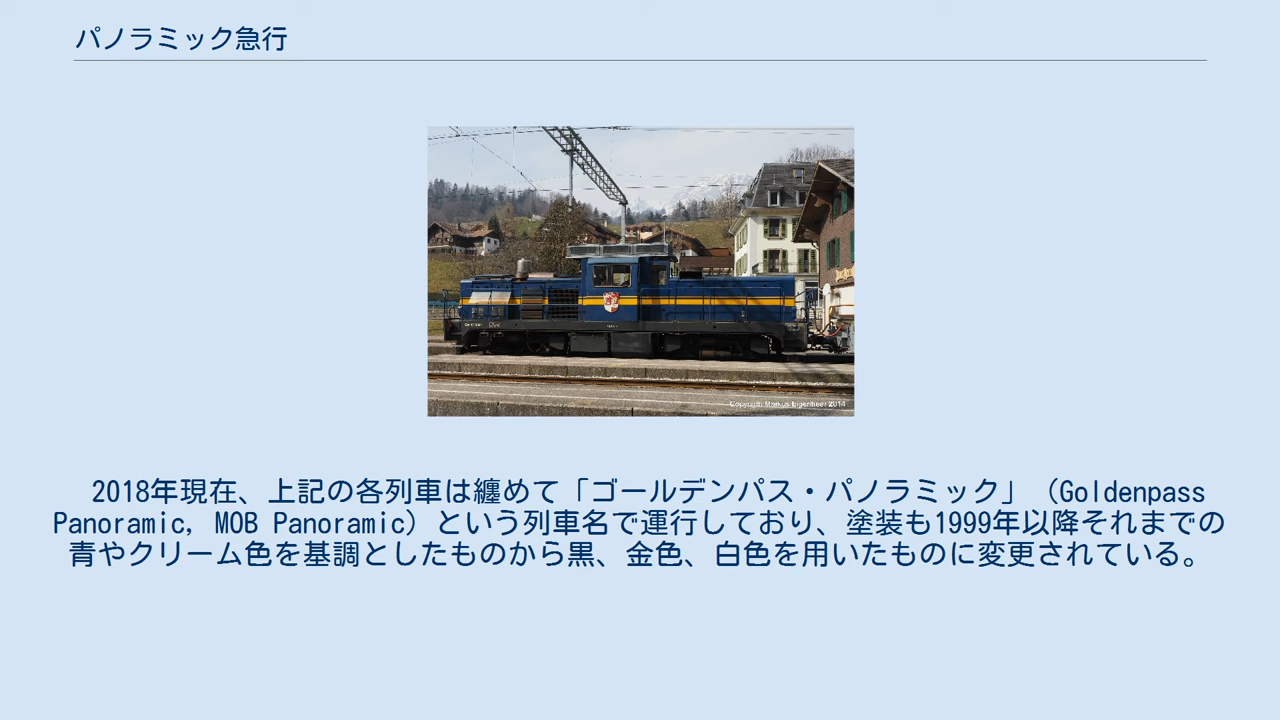 パノラミック急行
Copyright Markus Eigenheer 2014
2018年現在、上記の各列車は纏めて「ゴールデンパス・パノラミック」（Goldenpass
Panoramic, MOB Panoramic）という列車名で運行しており、塗装も1999年以降それまでの
青やクリーム色を基調としたものから黒、金色、白色を用いたものに変更されている。